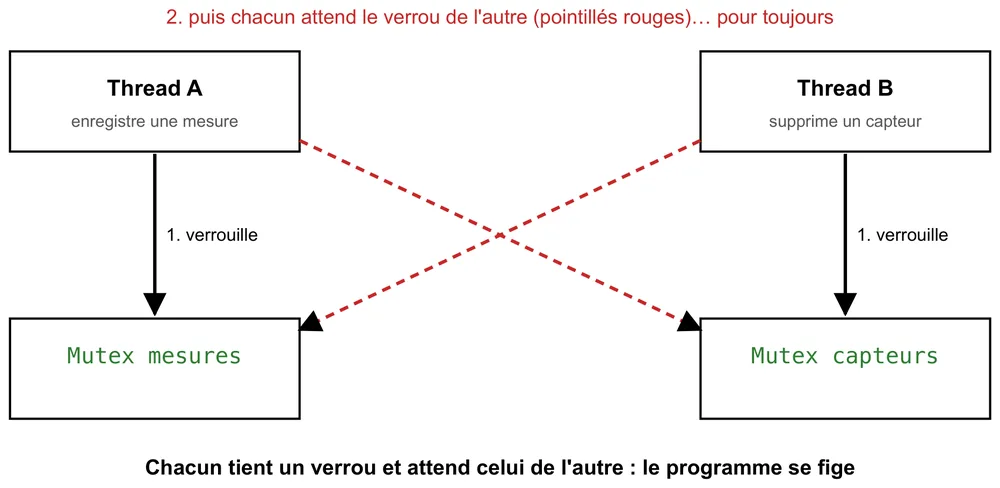 2. puis chacun attend le verrou de l'autre (pointillés rouges)… pour toujours
Thread A
enregistre une mesure
Thread B
supprime un capteur
1. verrouille
1. verrouille
Mutex mesures
Mutex capteurs
Chacun tient un verrou et attend celui de l'autre : le programme se fige